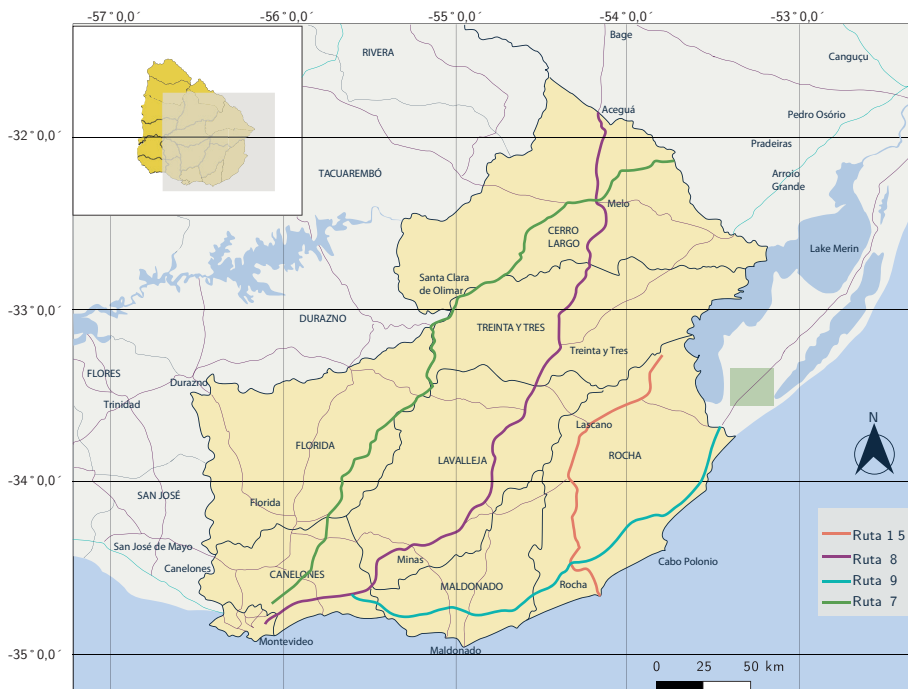 -57°0,0´ -56°0,0´ -55°0,0´ -54°0,0´ -53°0,0´
Bage
RIVERA
Canguçu
Aceguá
Pedro Osório
-32°0,0´
Pradeiras
TACUAREMBÓ
Arroio
Grande
Melo
CERRO
LARGO
Lake Merin
Santa Clara
de Olimar
-33°0,0´
DURAZNO
TREINTA Y TRES
Treinta y Tres
FLORES
Durazno
Trinidad
Lascano
FLORIDA
ROCHA
LAVALLEJA
N
-34°0,0´
SAN JOSÉ
Florida
Ruta 15
San José de Mayo
Minas
Ruta 8
Cabo Polonio
Canelones
CANELONES
Ruta 9
MALDONADO
Rocha
Ruta 7
Montevideo
Maldonado
-35°0,0´
0 25 50 km